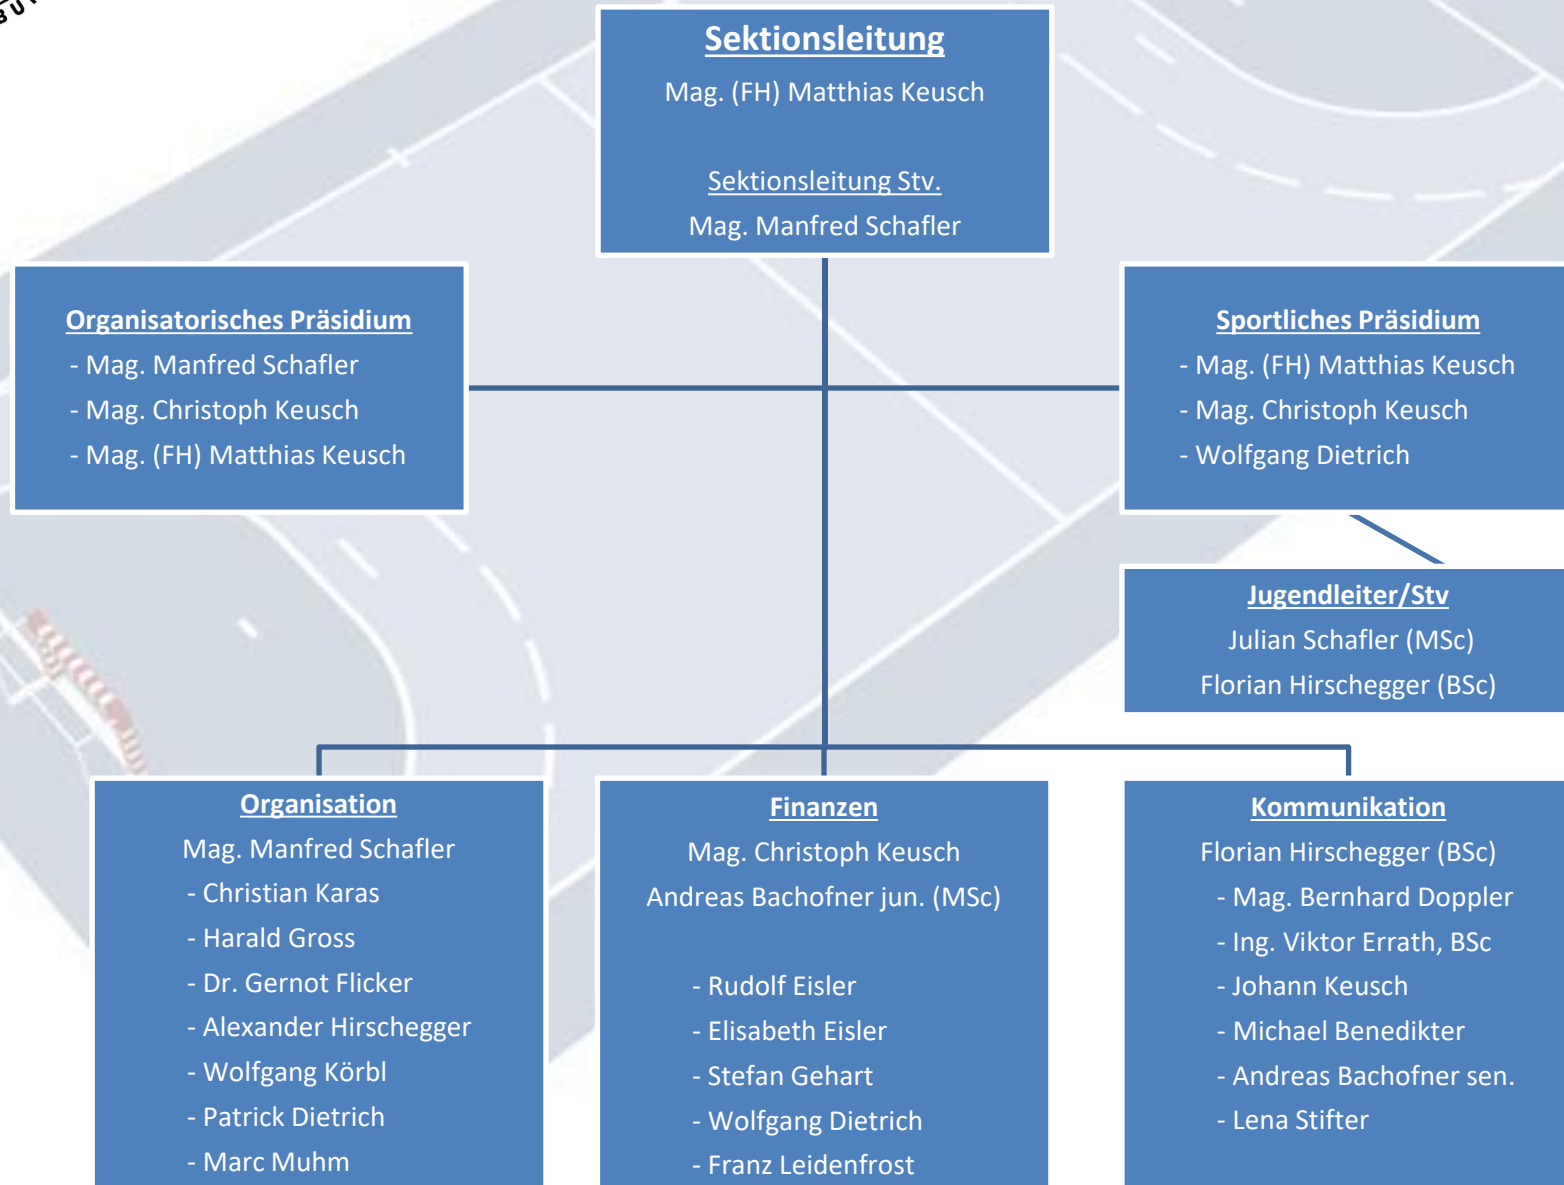 Sektionsleitung
Mag. (FH) Matthias Keusch
Sektionsleitung Stv.
Mag. Manfred Schafler
Organisatorisches Präsidium
- Mag. Manfred Schafler
- Mag. Christoph Keusch
- Mag. (FH) Matthias Keusch
Sportliches Präsidium
- Mag. (FH) Matthias Keusch
- Mag. Christoph Keusch
- Wolfgang Dietrich
Jugendleiter/Stv
Julian Schafler (MSc)
Florian Hirschegger (BSc)
Organisation
Mag. Manfred Schafler
- Christian Karas
- Harald Gross
- Dr. Gernot Flicker
- Alexander Hirschegger
- Wolfgang Körbl
- Patrick Dietrich
- Marc Muhm
Finanzen
Mag. Christoph Keusch
Andreas Bachofner jun. (MSc)
- Rudolf Eisler
- Elisabeth Eisler
- Stefan Gehart
- Wolfgang Dietrich
- Franz Leidenfrost
Kommunikation
Florian Hirschegger (BSc)
- Mag. Bernhard Doppler
- Ing. Viktor Errath, BSc
- Johann Keusch
- Michael Benedikter
- Andreas Bachofner sen.
- Lena Stifter